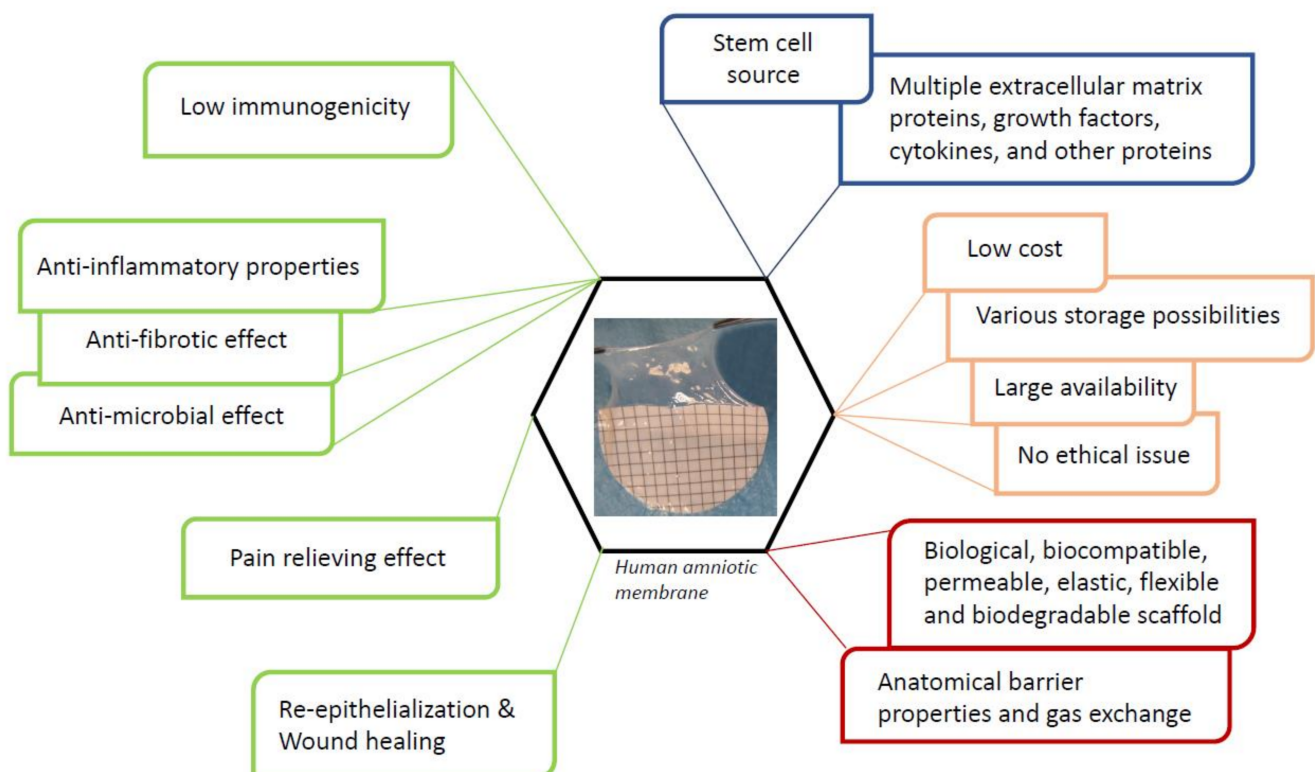 Low immunogenicity
Anti-inflammatory properties
Anti-fibrotic effect
Anti-microbial effect
Pain relieving effect
Re-epithelialization &
Wound healing
Stem cell
source
Multiple extracellular matrix
proteins, growth factors,
cytokines, and other proteins
Low cost
Various storage possibilities
Large availability
No ethical issue
Biological, biocompatible,
permeable, elastic, flexible
and biodegradable scaffold
Anatomical barrier
properties and gas exchange
Human amniotic
membrane